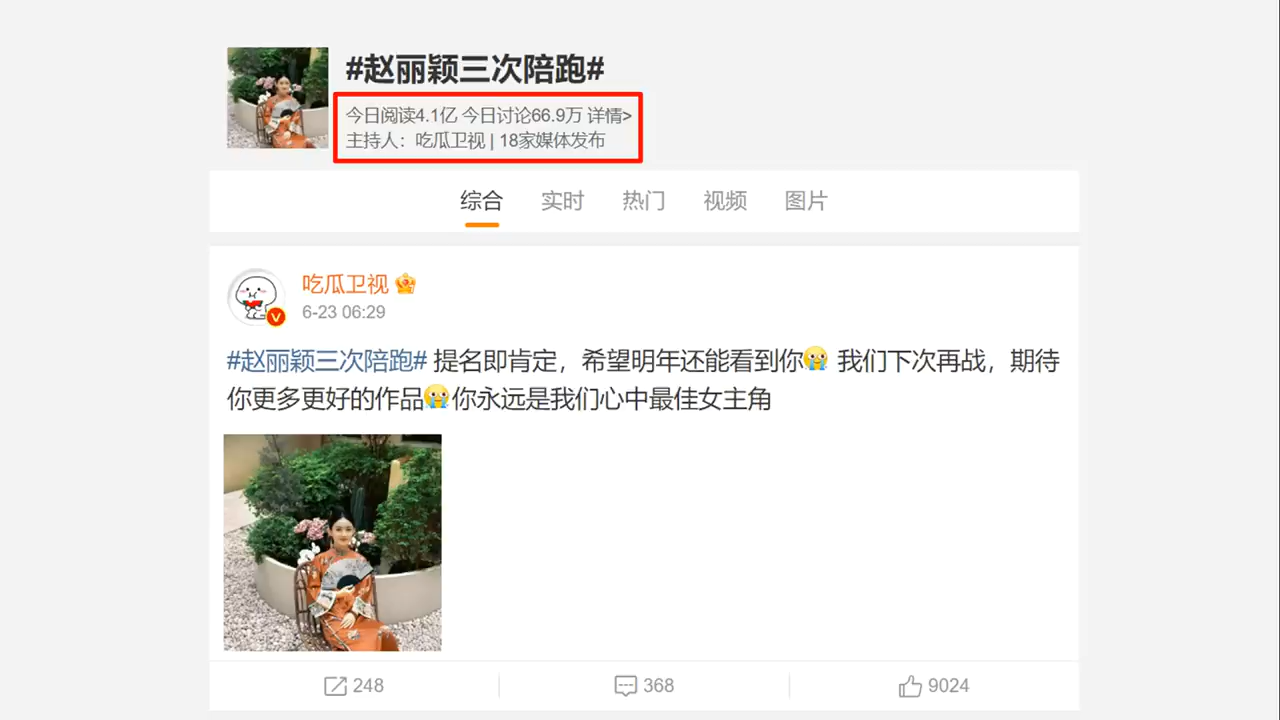 #赵丽颖三次陪跑#
今日阅读4.1亿 今日讨论66.9万 详情>
主持人：吃瓜卫视 | 18家媒体发布
综合 实时 热门 视频 图片
吃瓜卫视
6-23 06:29
#赵丽颖三次陪跑# 提名即肯定，希望明年还能看到你 我们下次再战，期待
你更多更好的作品 你永远是我们心中最佳女主角
248 368 9024